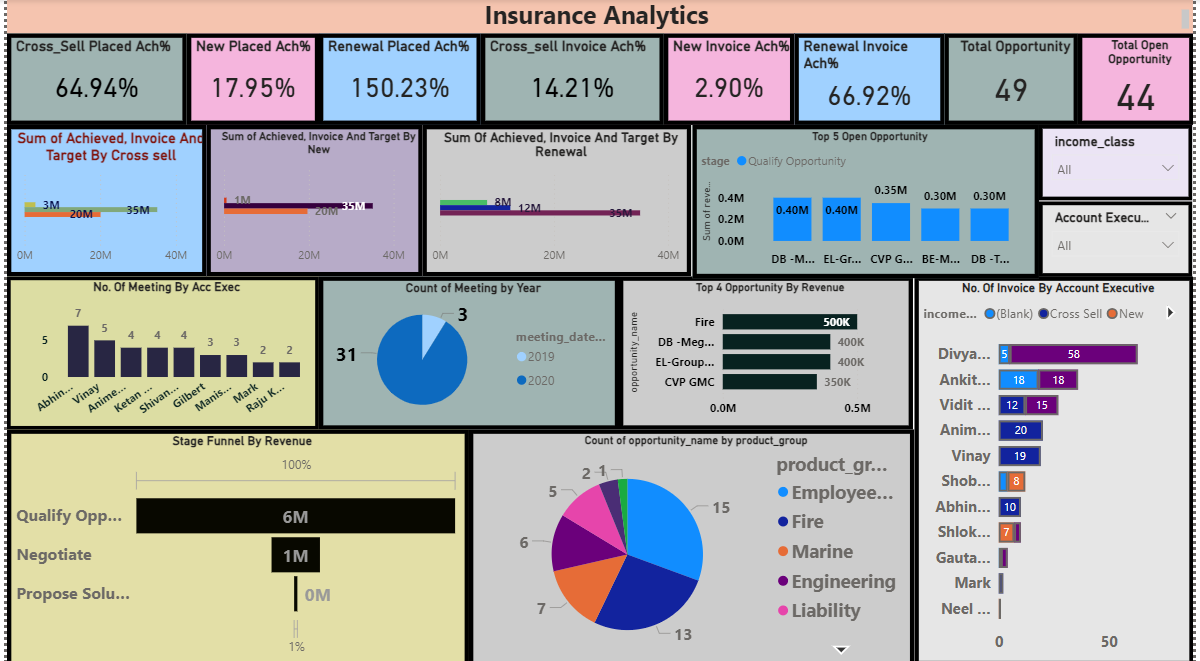 Insurance Analytics
Cross_Sell Placed Ach%
64.94%
New Placed Ach%
17.95%
Renewal Placed Ach%
150.23%
Cross_sell Invoice Ach%
14.21%
New Invoice Ach%
2.90%
Renewal Invoice
Ach%
66.92%
Total Opportunity
49
Total Open
Opportunity
44
Sum of Achieved, Invoice And
Target By Cross sell
3M
20M
35M
0M 20M 40M
Sum of Achieved, Invoice And Target By
New
1M
35M
20M
0M 20M 40M
Sum Of Achieved, Invoice And Target By
Renewal
8M
12M
35M
0M 20M 40M
Top 5 Open Opportunity
stage Qualify Opportunity
Sum of reve...
0.4M
0.2M
0.0M
0.40M 0.40M 0.35M 0.30M 0.30M
DB -M... EL-Gr... CVP G... BE-M... DB -T...
income_class
All
Account Execu...
All
No. Of Meeting By Acc Exec
5
0
7 5 4 4 4 3 3 2 2
Abhin... Vinay Anime... Ketan ... Shivan... Gilbert Manis... Mark Raju K...
Count of Meeting by Year
3
31
meeting_date...
2019
2020
Top 4 Opportunity By Revenue
opportunity_name
Fire 500K
DB -Meg... 400K
EL-Group... 400K
CVP GMC 350K
0.0M 0.5M
No. Of Invoice By Account Executive
income... (Blank) Cross Sell New
Divya... 5 58
Ankit... 18 18
Vidit ... 12 15
Anim... 20
Vinay 19
Shob... 8
Abhin... 10
Shlok... 7
Gauta...
Mark
Neel ...
0 50
Stage Funnel By Revenue
100%
Qualify Opp... 6M
Negotiate 1M
Propose Solu... 0M
1%
Count of opportunity_name by product_group
1
2
5
6
7
13
15
product_gr...
Employee...
Fire
Marine
Engineering
Liability